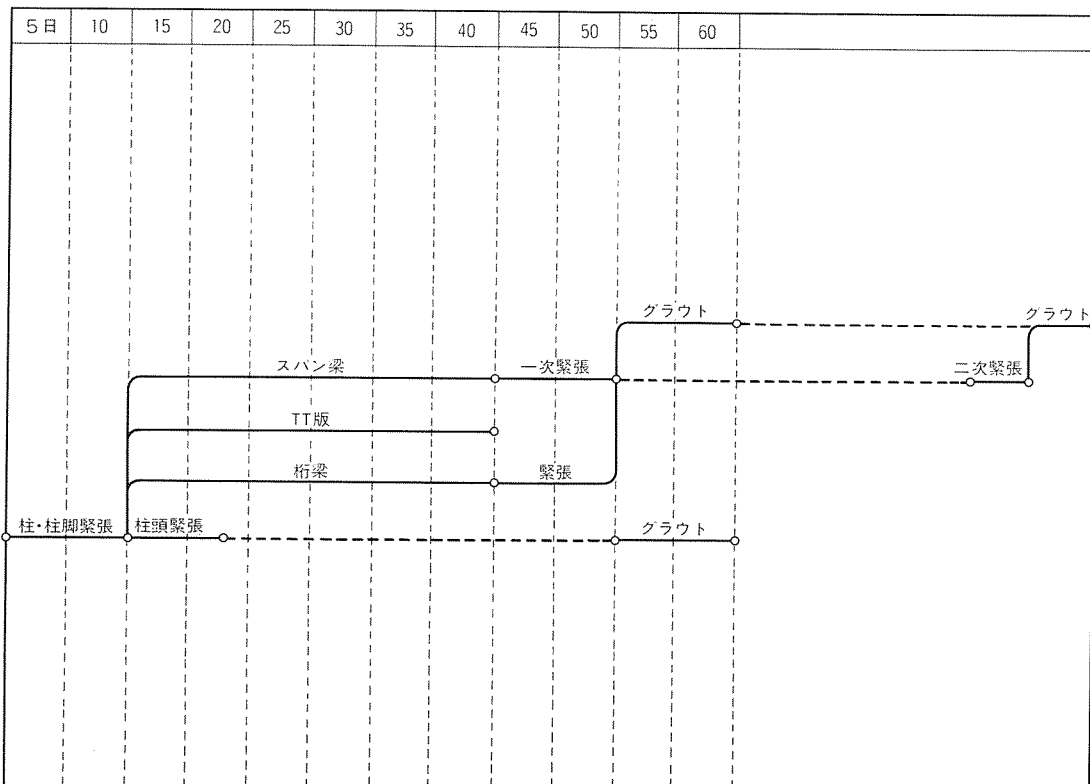 5日 10 15 20 25 30 35 40 45 50 55 60
グラウト グラウト
スパン梁 一次緊張 二次緊張
TT版
桁梁 緊張
柱・柱脚緊張 柱頭緊張 グラウト